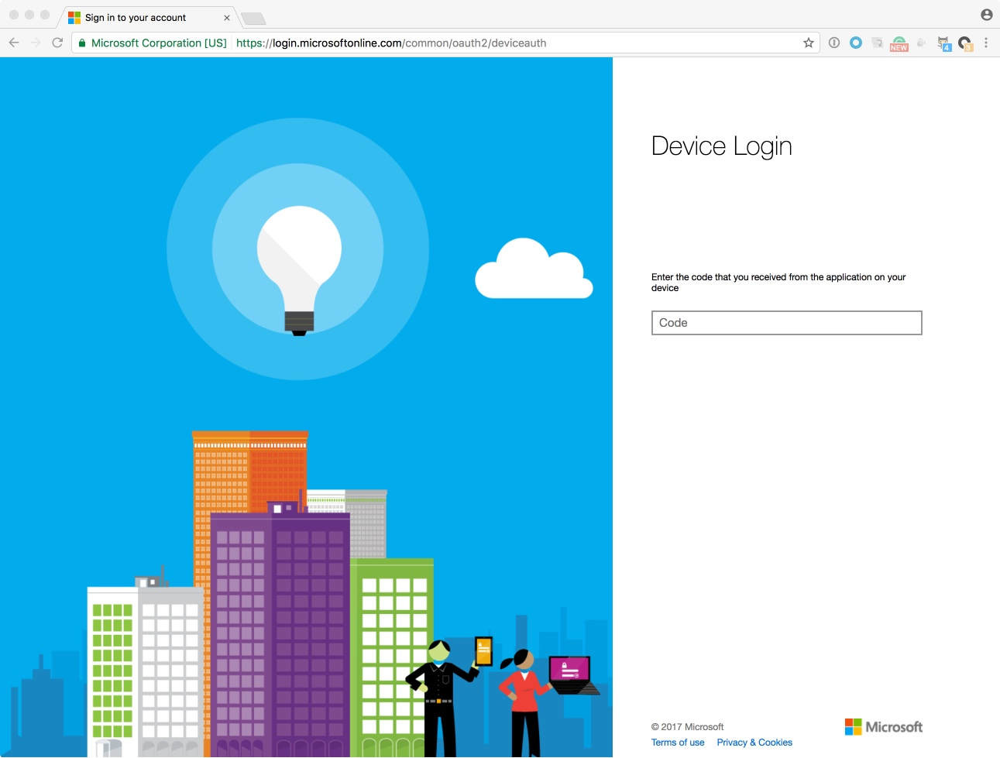 Sign in to your account
Microsoft Corporation [US] https://login.microsoftonline.com/common/oauth2/deviceauth
NEW
4
3
Device Login
Enter the code that you received from the application on your
device
Code
© 2017 Microsoft
Microsoft
Terms of use Privacy & Cookies